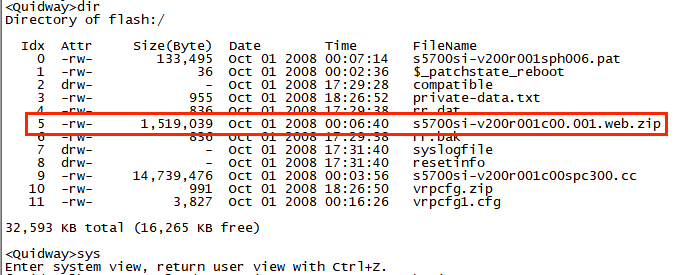 <Quidway>dir
Directory of flash:/
Idx Attr Size(Byte) Date Time FileName
0 -rw- 133,495 Oct 01 2008 00:07:14 s5700si-v200r001sph006.pat
1 -rw- 36 Oct 01 2008 00:02:36 $_patchstate_reboot
2 drw- - Oct 01 2008 17:29:28 compatible
3 -rw- 955 Oct 01 2008 18:26:52 private-data.txt
4 -rw- 836 Oct 01 2008 17:29:38 rr.dat
5 -rw- 1,519,039 Oct 01 2008 00:06:40 s5700si-v200r001c00.001.web.zip
6 -rw- 836 Oct 01 2008 17:29:38 rr.bak
7 drw- - Oct 01 2008 17:31:40 syslogfile
8 drw- - Oct 01 2008 17:31:40 resetinfo
9 -rw- 14,739,476 Oct 01 2008 00:03:56 s5700si-v200r001c00spc300.cc
10 -rw- 991 Oct 01 2008 18:26:50 vrpcfg.zip
11 -rw- 3,827 Oct 01 2008 00:16:26 vrpcfg1.cfg
32,593 KB total (16,265 KB free)
<Quidway>sys
Enter system view, return user view with Ctrl+Z.